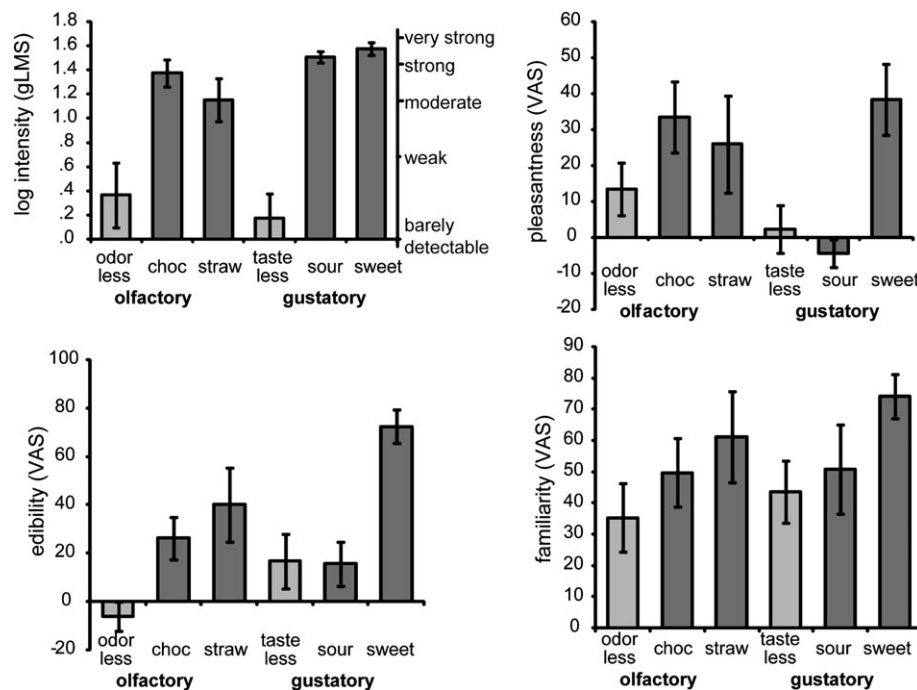 log intensity (gLMS)
1.8
1.6
1.4
1.2
1.0
.8
.6
.4
.2
.0
very strong
strong
moderate
weak
barely
detectable
odor less choc straw taste less sour sweet
olfactory gustatory
pleasantness (VAS)
60
50
40
30
20
10
0
-10
-20
odor less choc straw taste less sour sweet
olfactory gustatory
edibility (VAS)
100
80
60
40
20
0
-20
odor less choc straw taste less sour sweet
olfactory gustatory
familiarity (VAS)
90
80
70
60
50
40
30
20
10
0
odor less choc straw taste less sour sweet
olfactory gustatory